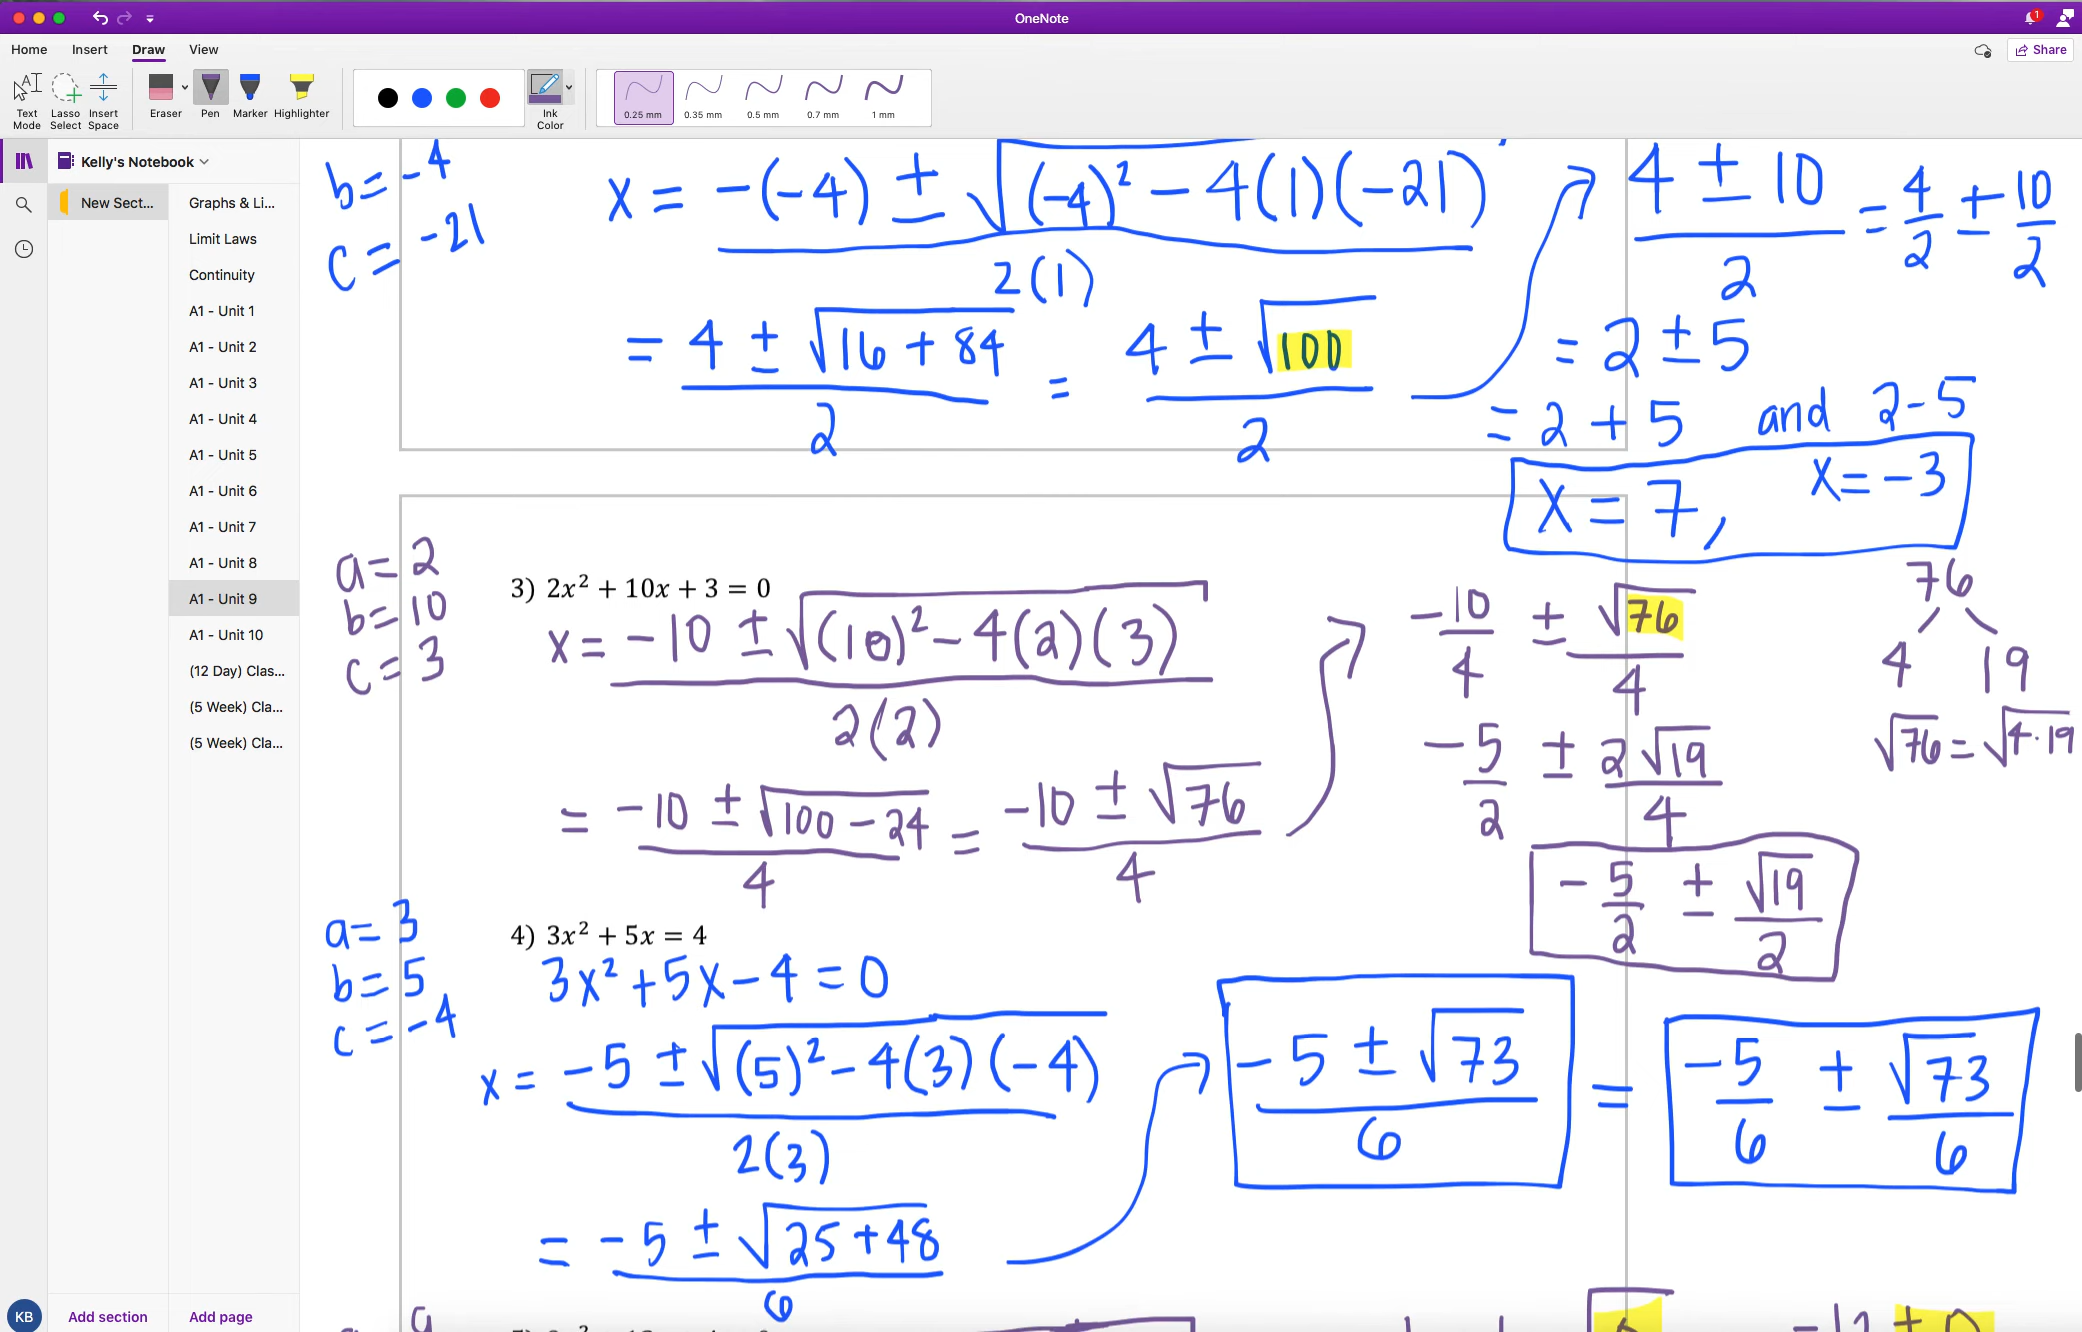 OneNote
1
Home Insert Draw View
Share
Text Mode
Lasso Select
Insert Space
Eraser
Pen
Marker
Highlighter
Ink Color
0.25 mm
0.35 mm
0.5 mm
0.7 mm
1 mm
Kelly's Notebook
New Sect...
Graphs & Li...
Limit Laws
Continuity
A1 - Unit 1
A1 - Unit 2
A1 - Unit 3
A1 - Unit 4
A1 - Unit 5
A1 - Unit 6
A1 - Unit 7
A1 - Unit 8
A1 - Unit 9
A1 - Unit 10
(12 Day) Clas...
(5 Week) Cla...
(5 Week) Cla...
KB
Add section
Add page
b = -4
c = -21
x = (-(-4) ± √((-4)² - 4(1)(-21))) / 2(1)
= (4 ± √(16 + 84)) / 2 = (4 ± √100) / 2
(4 ± 10) / 2 = 4/2 ± 10/2
= 2 ± 5
= 2 + 5 and 2 - 5
x = 7, x = -3
a = 2
b = 10
c = 3
3) 2x² + 10x + 3 = 0
x = (-10 ± √((10)² - 4(2)(3))) / 2(2)
= (-10 ± √(100 - 24)) / 4 = (-10 ± √76) / 4
-10/4 ± √76/4
-5/2 ± 2√19/4
-5/2 ± √19/2
76
4 19
√76 = √4·19
a = 3
b = 5
c = -4
4) 3x² + 5x = 4
3x² + 5x - 4 = 0
x = (-5 ± √((5)² - 4(3)(-4))) / 2(3)
= (-5 ± √(25 + 48)) / 6
(-5 ± √73) / 6 = -5/6 ± √73/6